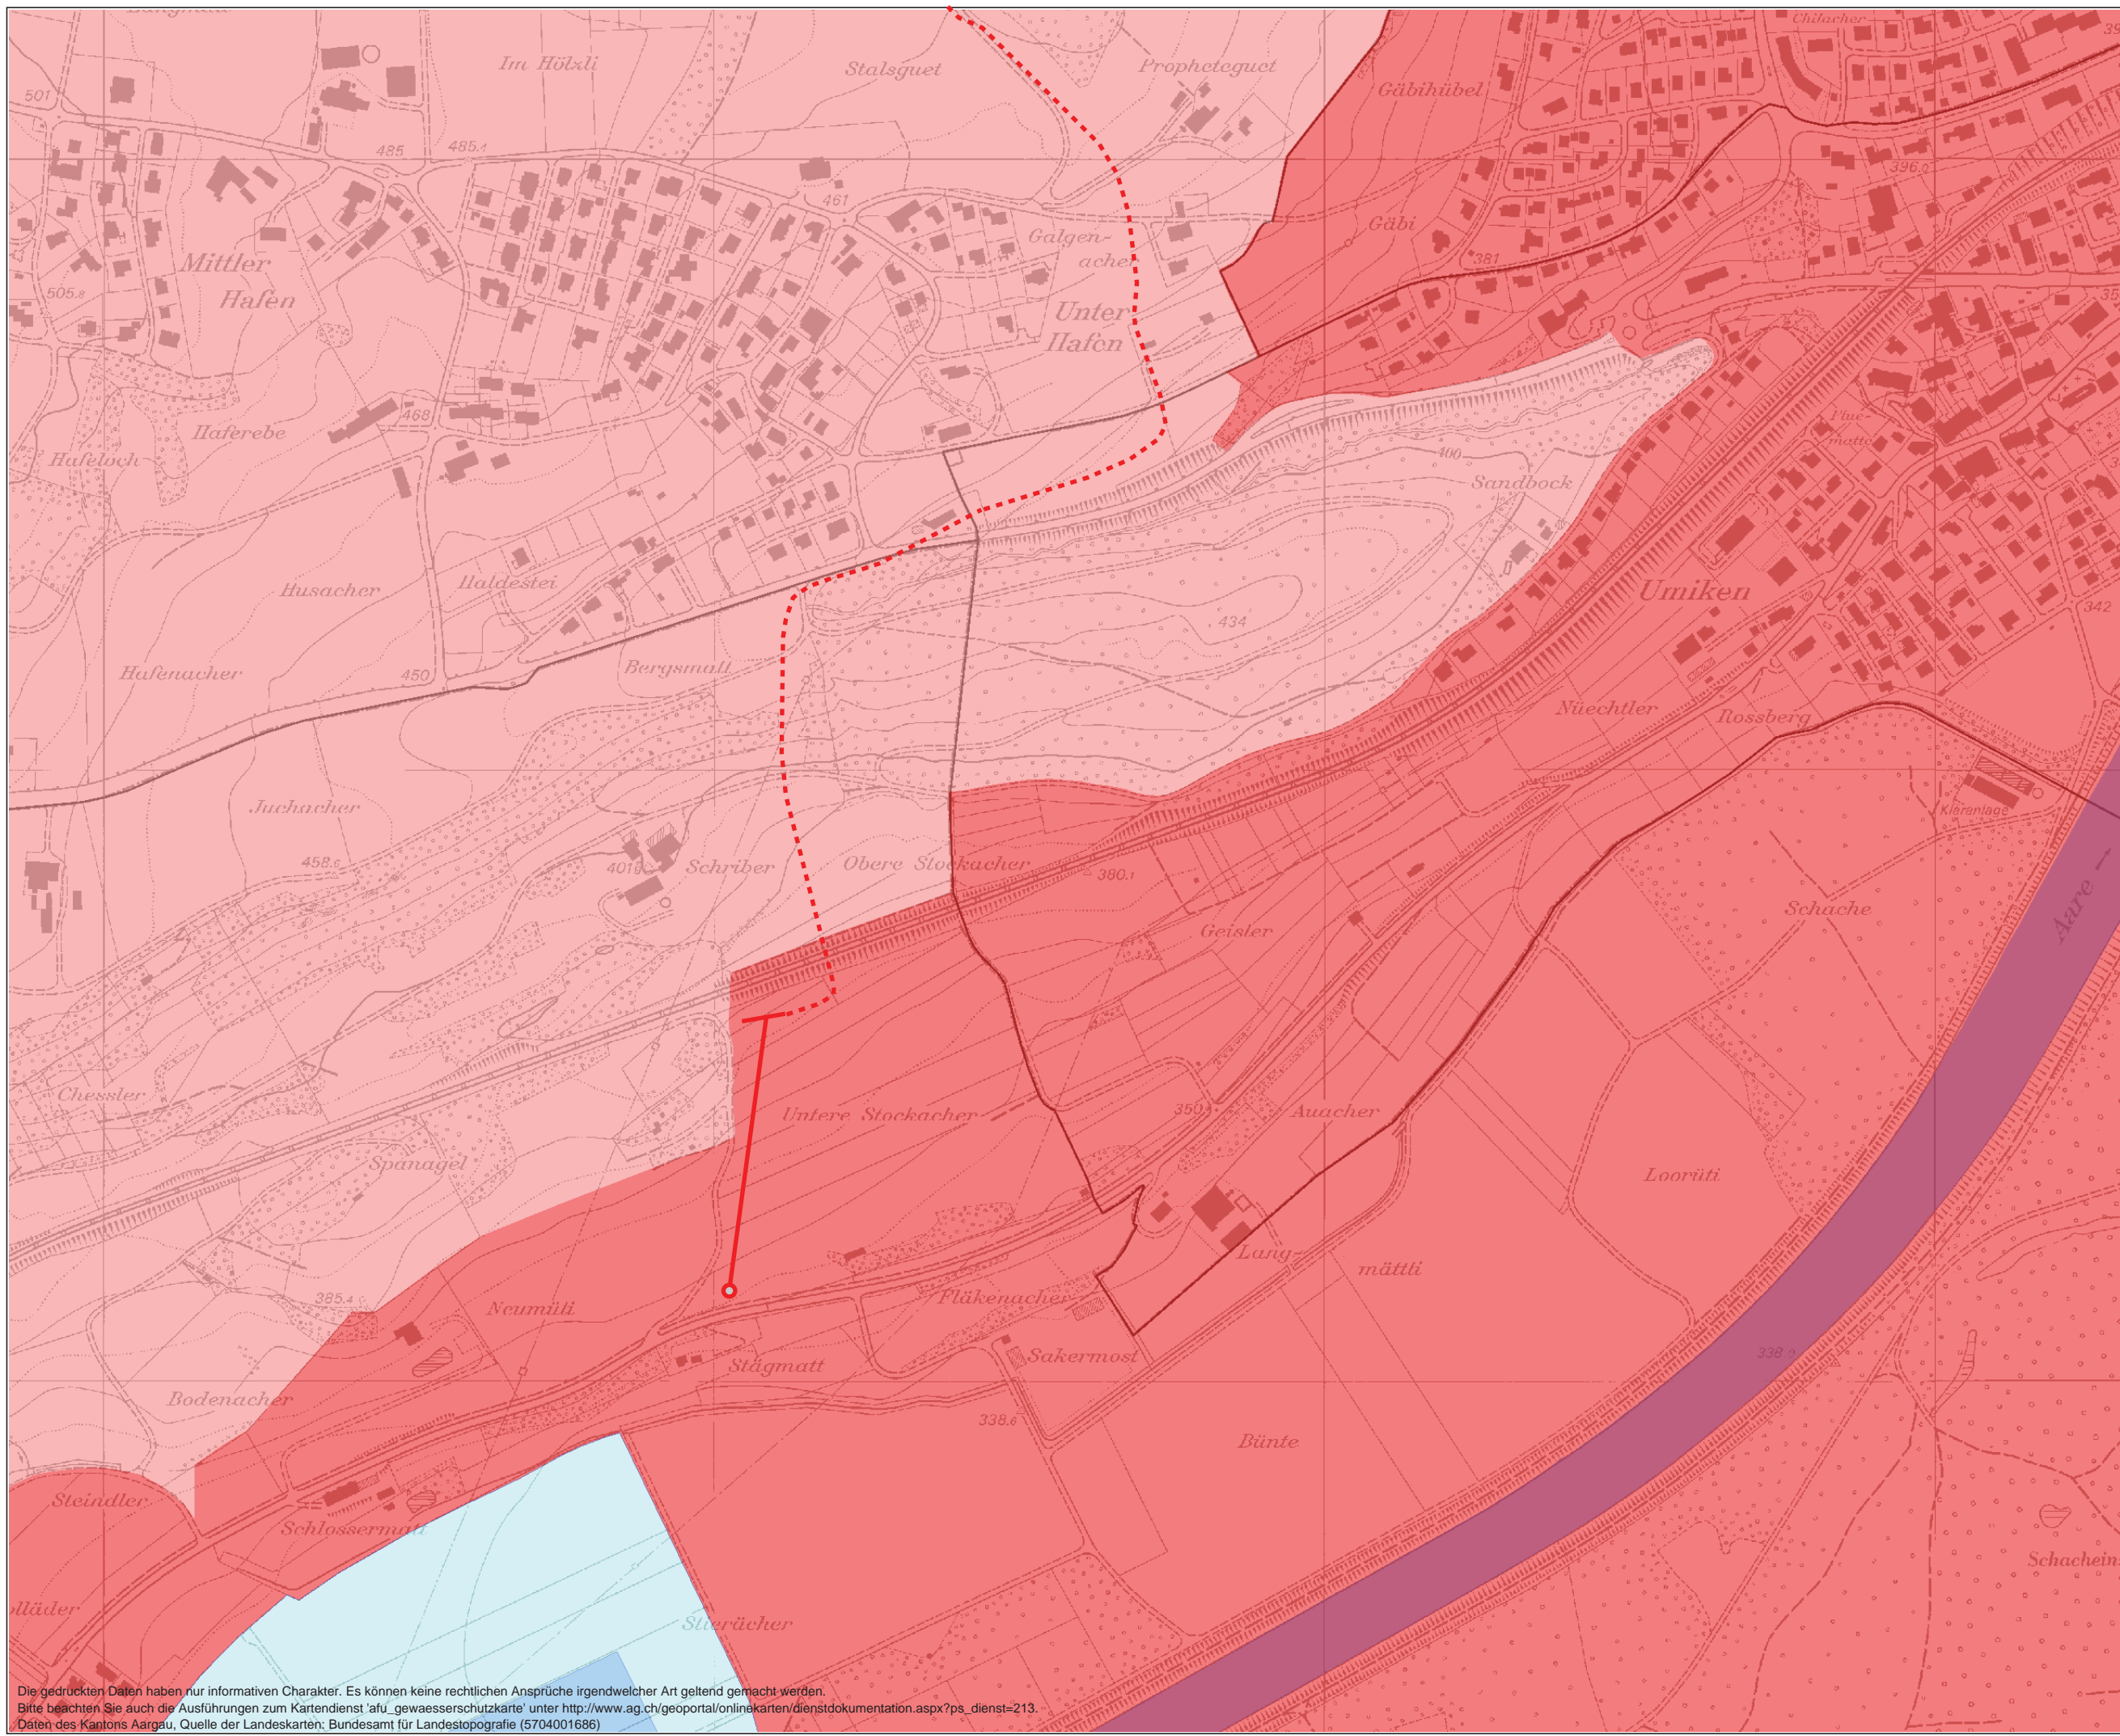 Chilacher
Im Hölzli
Stalsguet
Propheteguet
Gäbihübel
501
485
485.4
396.0
461
Gäbi
Galgen-
acher
Mittler
Hafen
381
505.8
Unter
Hafen
468
Haferebe
Hafeloch
400
Sandbock
Husacher
Haldestei
Umiken
342
434
Bergsmatt
Hafenacher
450
Nüechtler
Rossberg
Juchacher
Kläranlage
458.6
Schriber
Obere Stockacher
380.1
Schache
Aare
Geisler
Chessler
Untere Stockacher
350
Auacher
Spanagel
Loorüti
Lang-
mättli
385.4
Neumüli
Fläkenacher
Stägmatt
Sakermost
Bodenacher
338.6
Bünte
Steindler
Schlossermatt
Schachein
Stierächer
Die gedruckten Daten haben nur informativen Charakter. Es können keine rechtlichen Ansprüche irgendwelcher Art geltend gemacht werden.
Bitte beachten Sie auch die Ausführungen zum Kartendienst 'afu_gewaesserschutzkarte' unter http://www.ag.ch/geoportal/onlinekarten/dienstdokumentation.aspx?ps_dienst=213.
Daten des Kantons Aargau, Quelle der Landeskarten: Bundesamt für Landestopografie (5704001686)